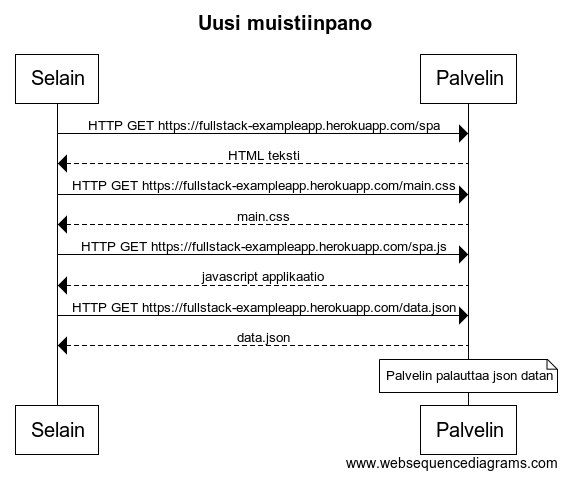 Uusi muistiinpano
Selain Palvelin
HTTP GET https://fullstack-exampleapp.herokuapp.com/spa
HTML teksti
HTTP GET https://fullstack-exampleapp.herokuapp.com/main.css
main.css
HTTP GET https://fullstack-exampleapp.herokuapp.com/spa.js
javascript applikaatio
HTTP GET https://fullstack-exampleapp.herokuapp.com/data.json
data.json
Palvelin palauttaa json datan
Selain Palvelin
www.websequencediagrams.com